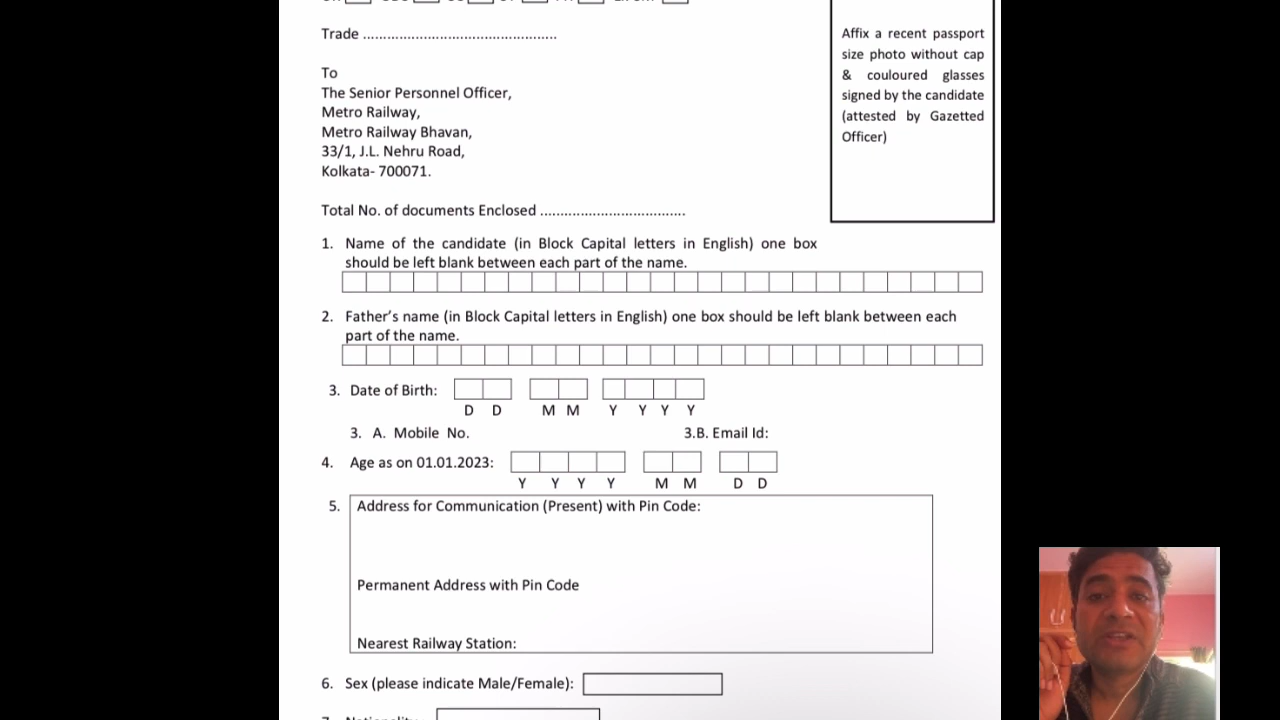 Trade ................................................
To
The Senior Personnel Officer,
Metro Railway,
Metro Railway Bhavan,
33/1, J.L. Nehru Road,
Kolkata- 700071.
Total No. of documents Enclosed ....................................
Affix a recent passport
size photo without cap
& couloured glasses
signed by the candidate
(attested by Gazetted
Officer)
1. Name of the candidate (in Block Capital letters in English) one box
should be left blank between each part of the name.
2. Father's name (in Block Capital letters in English) one box should be left blank between each
part of the name.
3. Date of Birth:
D D M M Y Y Y Y
3. A. Mobile No. 3.B. Email Id:
4. Age as on 01.01.2023:
Y Y Y Y M M D D
5. Address for Communication (Present) with Pin Code:
Permanent Address with Pin Code
Nearest Railway Station:
6. Sex (please indicate Male/Female):